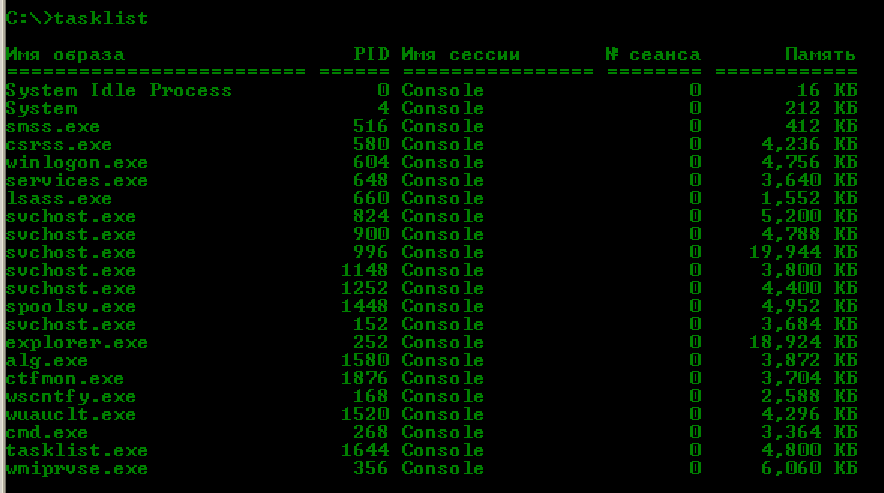 C:\>tasklist
Имя образа PID Имя сессии № сеанса Память
========================= ====== ================ ======== ============
System Idle Process 0 Console 0 16 КБ
System 4 Console 0 212 КБ
smss.exe 516 Console 0 412 КБ
csrss.exe 580 Console 0 4,236 КБ
winlogon.exe 604 Console 0 4,756 КБ
services.exe 648 Console 0 3,640 КБ
lsass.exe 660 Console 0 1,552 КБ
svchost.exe 824 Console 0 5,200 КБ
svchost.exe 900 Console 0 4,788 КБ
svchost.exe 996 Console 0 19,944 КБ
svchost.exe 1148 Console 0 3,800 КБ
svchost.exe 1252 Console 0 4,400 КБ
spoolsv.exe 1448 Console 0 4,952 КБ
svchost.exe 152 Console 0 3,684 КБ
explorer.exe 252 Console 0 18,924 КБ
alg.exe 1580 Console 0 3,872 КБ
ctfmon.exe 1876 Console 0 3,704 КБ
wscntfy.exe 168 Console 0 2,588 КБ
wuauclt.exe 1520 Console 0 4,296 КБ
cmd.exe 268 Console 0 3,364 КБ
tasklist.exe 1644 Console 0 4,800 КБ
wmiprvse.exe 356 Console 0 6,060 КБ